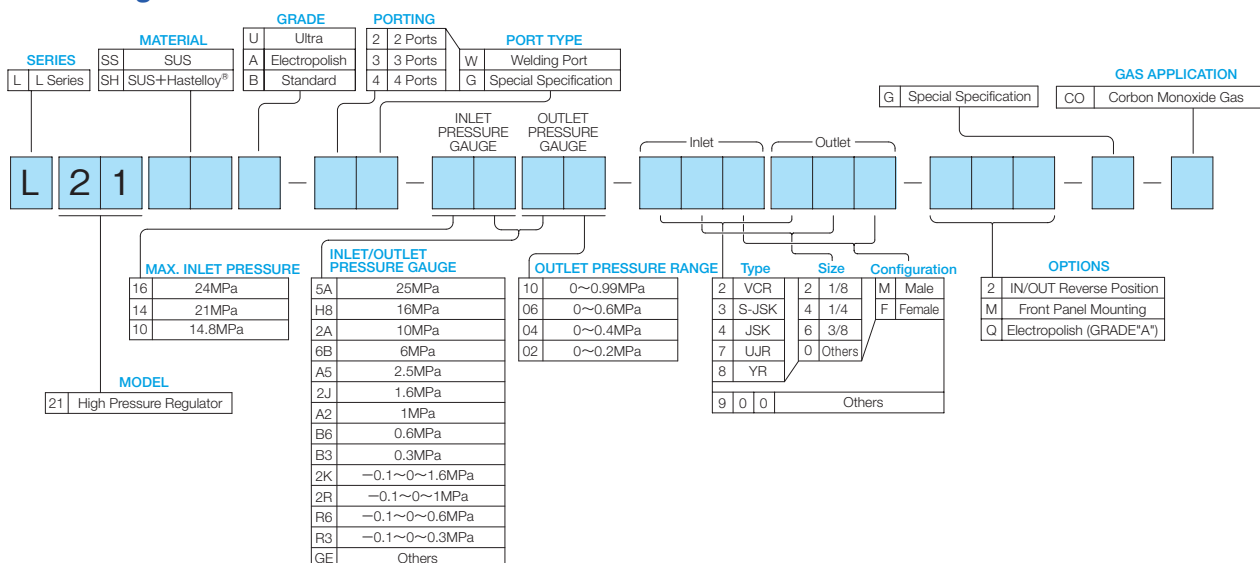 GRADE
U Ultra
A Electropolish
B Standard
PORTING
2 2 Ports
3 3 Ports
4 4 Ports
PORT TYPE
W Welding Port
G Special Specification
MATERIAL
SS SUS
SH SUS+Hastelloy®
SERIES
L L Series
GAS APPLICATION
G Special Specification
CO Corbon Monoxide Gas
INLET
PRESSURE
GAUGE
OUTLET
PRESSURE
GAUGE
Inlet
Outlet
L 2 1 — — — — — —
MAX. INLET PRESSURE
16 24MPa
14 21MPa
10 14.8MPa
MODEL
21 High Pressure Regulator
INLET/OUTLET
PRESSURE GAUGE
5A 25MPa
H8 16MPa
2A 10MPa
6B 6MPa
A5 2.5MPa
2J 1.6MPa
A2 1MPa
B6 0.6MPa
B3 0.3MPa
2K −0.1～0～1.6MPa
2R −0.1～0～1MPa
R6 −0.1～0～0.6MPa
R3 −0.1～0～0.3MPa
GE Others
OUTLET PRESSURE RANGE
10 0～0.99MPa
06 0～0.6MPa
04 0～0.4MPa
02 0～0.2MPa
Type
2 VCR
3 S-JSK
4 JSK
7 UJR
8 YR
Size
2 1/8
4 1/4
6 3/8
0 Others
Configuration
M Male
F Female
9 0 0 Others
OPTIONS
2 IN/OUT Reverse Position
M Front Panel Mounting
Q Electropolish (GRADE"A")